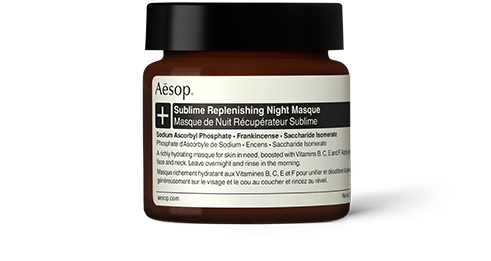 Aēsop.
Sublime Replenishing Night Masque
Masque de Nuit Récupérateur Sublime
Sodium Ascorbyl Phosphate • Frankincense • Saccharide Isomerate
Phosphate d'Ascorbyle de Sodium • Encens • Saccharide Isomerate
A richly hydrating masque for skin in need, boosted with Vitamins B, C, E and F.
face and neck. Leave overnight and rinse in the morning.
Masque richement hydratant aux Vitamines B, C, E et F pour unifier et désaltérer
généreusement sur le visage et le cou au coucher et rincez au réveil.
aesop.com